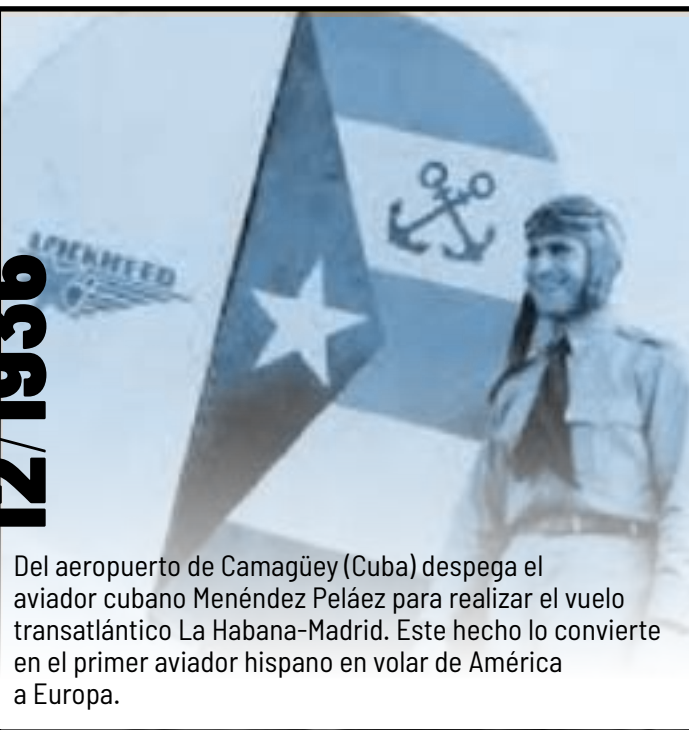 LOCKHEED
12/1936
Del aeropuerto de Camagüey (Cuba) despega el
aviador cubano Menéndez Peláez para realizar el vuelo
transatlántico La Habana-Madrid. Este hecho lo convierte
en el primer aviador hispano en volar de América
a Europa.